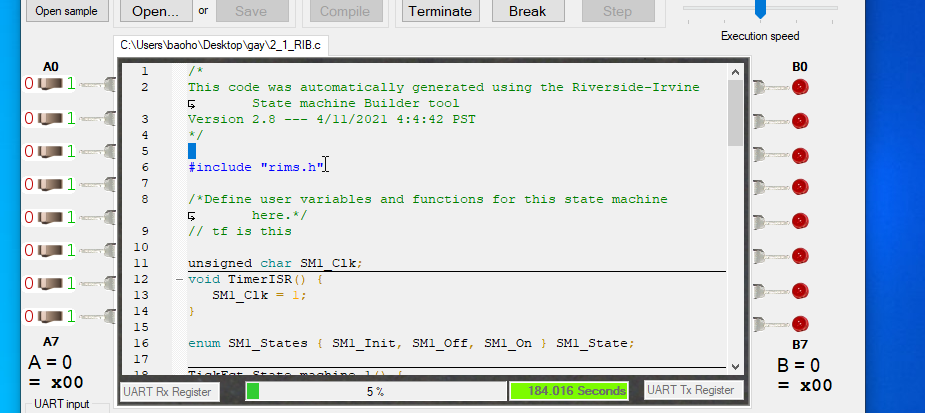 Open sample Open... or Save Compile Terminate Break Step
Execution speed
C:\Users\baoho\Desktop\gay\2_1_RIB.c
A0
B0
0 1
0 1
0 1
0 1
0 1
0 1
0 1
0 1
1 /*
2 This code was automatically generated using the Riverside-Irvine
State machine Builder tool
3 Version 2.8 --- 4/11/2021 4:4:42 PST
4 */
5
6 #include "rims.h"
7
8 /*Define user variables and functions for this state machine
here.*/
9 // tf is this
10
11 unsigned char SM1_Clk;
12 void TimerISR() {
13 SM1_Clk = 1;
14 }
15
16 enum SM1_States { SM1_Init, SM1_Off, SM1_On } SM1_State;
17
18 TickFct_State_machine_1() {
A7
A = 0
= x00
B7
B = 0
= x00
UART Rx Register 5 % 184.016 Seconds UART Tx Register
UART input